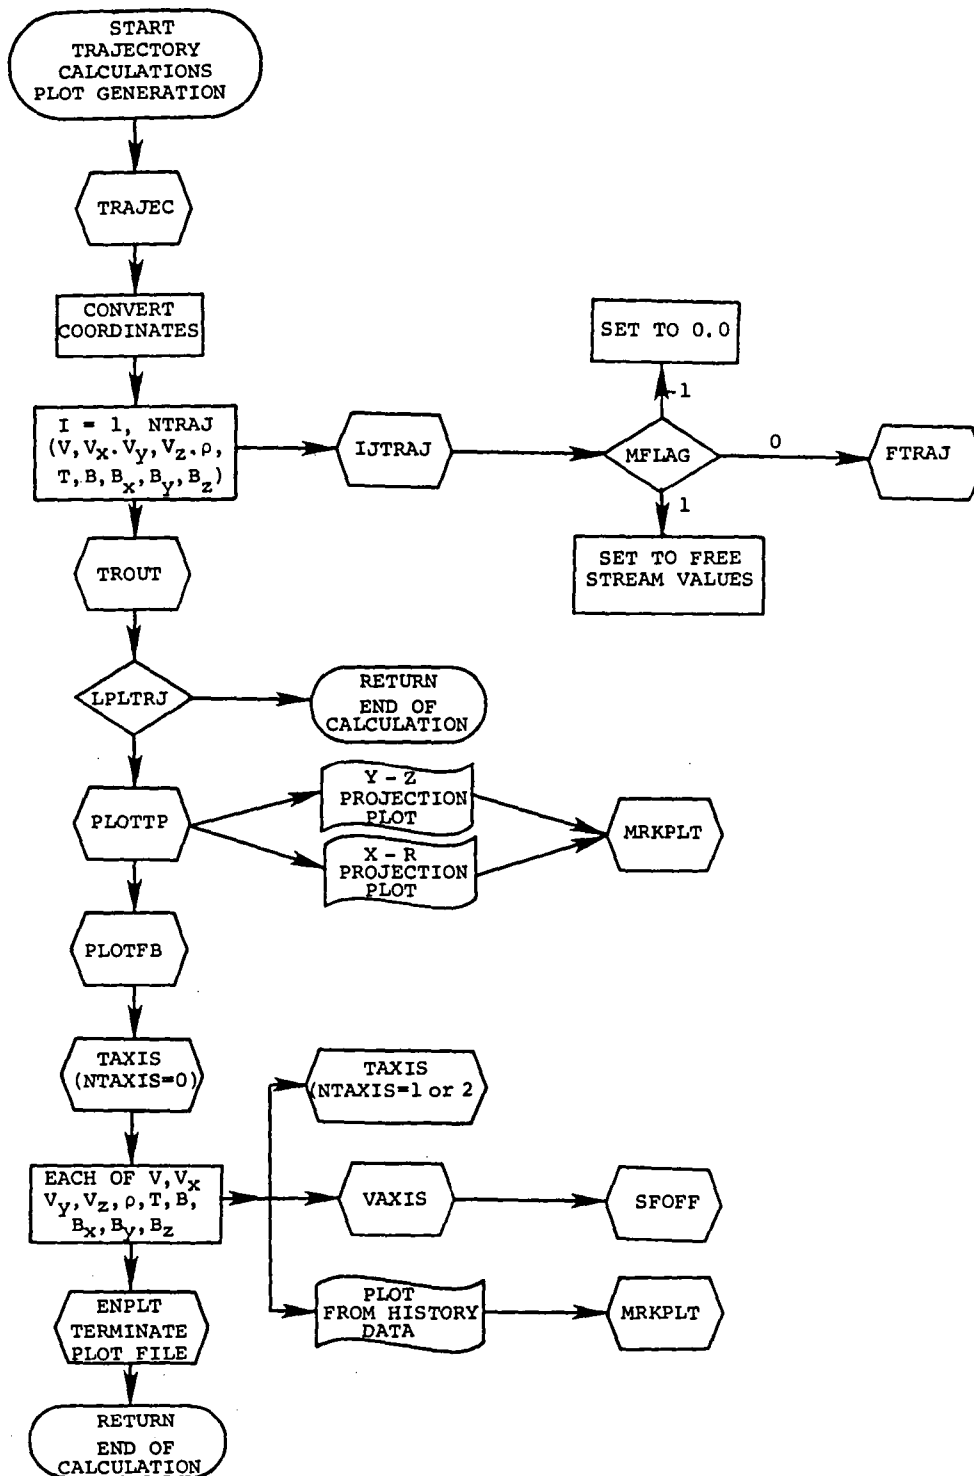 START
TRAJECTORY
CALCULATIONS
PLOT GENERATION
TRAJEC
CONVERT
COORDINATES
I = 1, NTRAJ
(V, Vx. Vy, Vz. ρ,
T, B, Bx, By, Bz)
IJTRAJ
SET TO 0.0
-1
MFLAG
0
FTRAJ
1
SET TO FREE
STREAM VALUES
TROUT
LPLTRJ
RETURN
END OF
CALCULATION
PLOTTP
Y - Z
PROJECTION
PLOT
X - R
PROJECTION
PLOT
MRKPLT
PLOTFB
TAXIS
(NTAXIS=0)
TAXIS
(NTAXIS=1 or 2
EACH OF V, Vx
Vy, Vz, ρ, T, B,
Bx, By, Bz
VAXIS
SFOFF
PLOT
FROM HISTORY
DATA
MRKPLT
ENPLT
TERMINATE
PLOT FILE
RETURN
END OF
CALCULATION